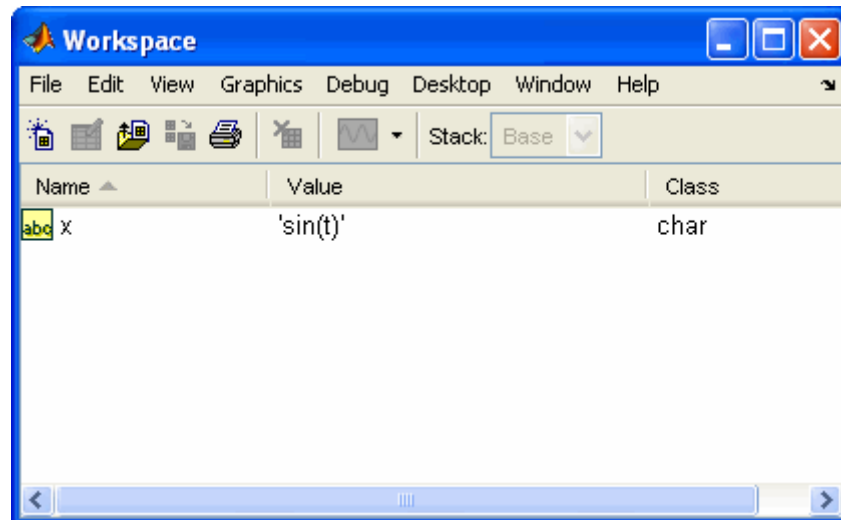 Workspace
File Edit View Graphics Debug Desktop Window Help
Stack: Base
Name Value Class
abc x 'sin(t)' char